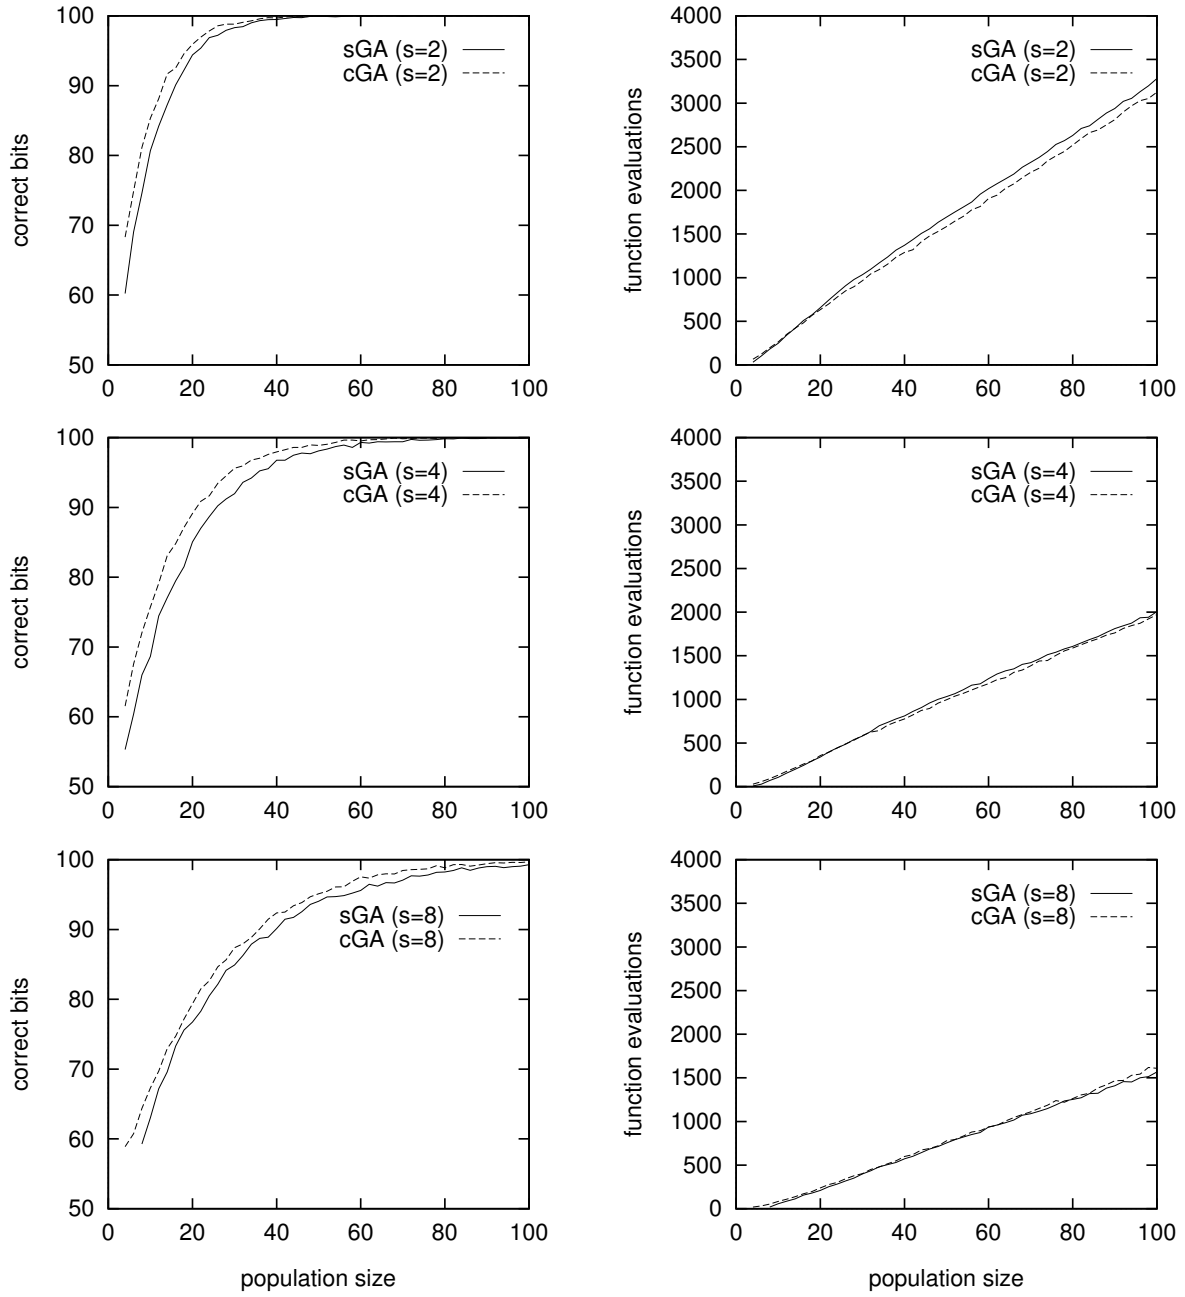 correct bits
100
90
80
70
60
50
0 20 40 60 80 100
sGA (s=2)
cGA (s=2)
function evaluations
4000
3500
3000
2500
2000
1500
1000
500
0
0 20 40 60 80 100
sGA (s=2)
cGA (s=2)
correct bits
100
90
80
70
60
50
0 20 40 60 80 100
sGA (s=4)
cGA (s=4)
function evaluations
4000
3500
3000
2500
2000
1500
1000
500
0
0 20 40 60 80 100
sGA (s=4)
cGA (s=4)
correct bits
100
90
80
70
60
50
0 20 40 60 80 100
population size
sGA (s=8)
cGA (s=8)
function evaluations
4000
3500
3000
2500
2000
1500
1000
500
0
0 20 40 60 80 100
population size
sGA (s=8)
cGA (s=8)